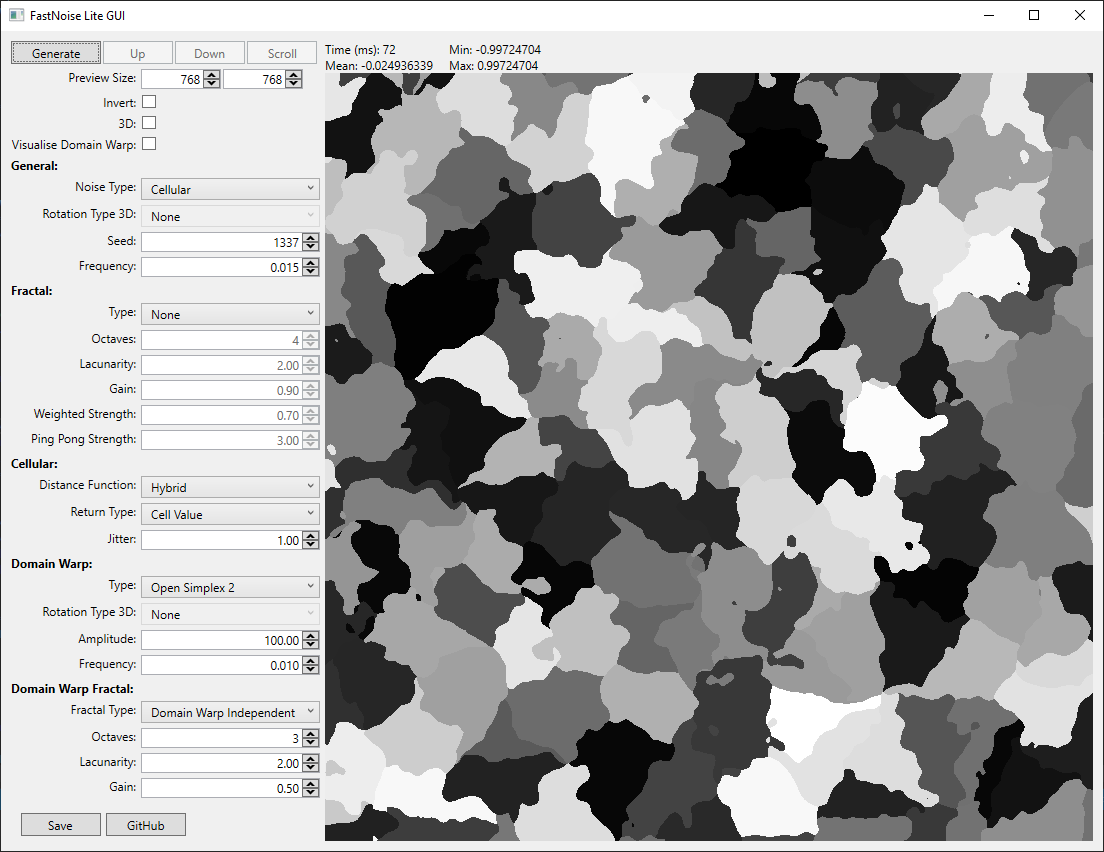 FastNoise Lite GUI
Generate Up Down Scroll
Time (ms): 72 Min: -0.99724704
Mean: -0.024936339 Max: 0.99724704
Preview Size: 768 768
Invert:
3D:
Visualise Domain Warp:
General:
Noise Type: Cellular
Rotation Type 3D: None
Seed: 1337
Frequency: 0.015
Fractal:
Type: None
Octaves: 4
Lacunarity: 2.00
Gain: 0.90
Weighted Strength: 0.70
Ping Pong Strength: 3.00
Cellular:
Distance Function: Hybrid
Return Type: Cell Value
Jitter: 1.00
Domain Warp:
Type: Open Simplex 2
Rotation Type 3D: None
Amplitude: 100.00
Frequency: 0.010
Domain Warp Fractal:
Fractal Type: Domain Warp Independent
Octaves: 3
Lacunarity: 2.00
Gain: 0.50
Save GitHub